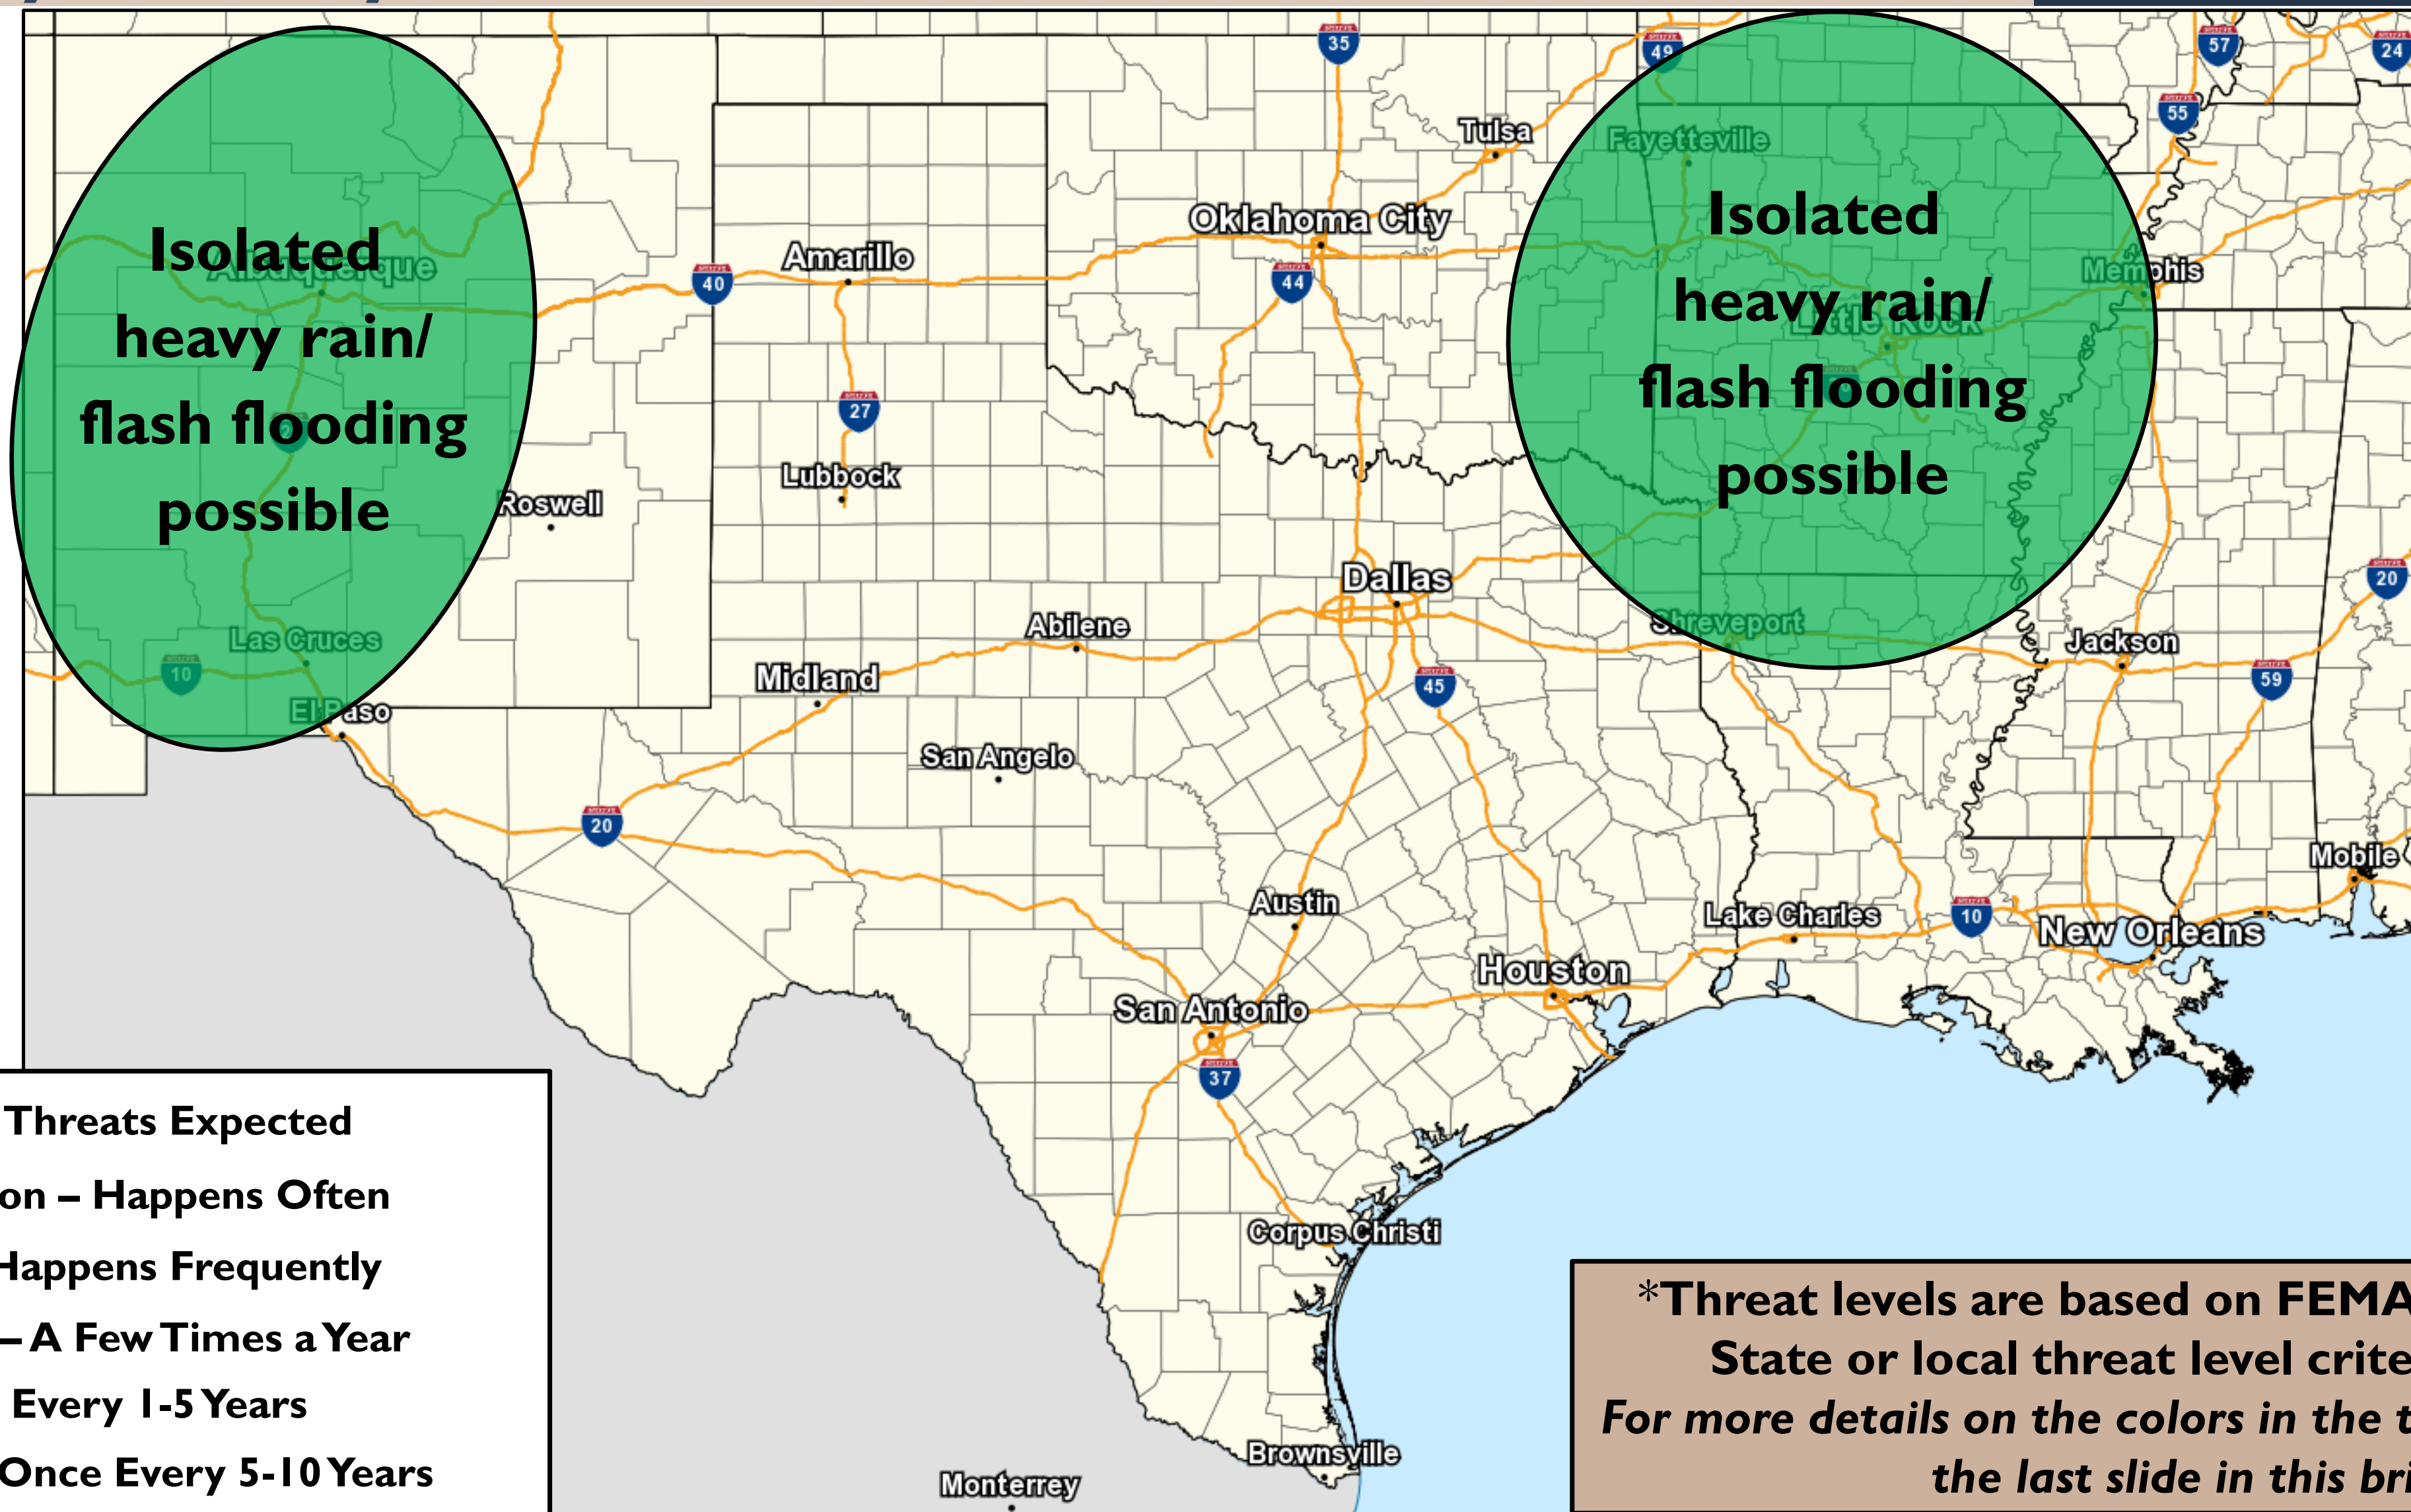 35
49
57
24
55
Tulsa
Fayetteville
Oklahoma City
Isolated
heavy rain/
flash flooding
possible
Albuquerque
Isolated
heavy rain/
flash flooding
possible
Memphis
Little Rock
Amarillo
40
44
27
Lubbock
Roswell
Dallas
20
Las Cruces
10
Abilene
Shreveport
Jackson
Midland
45
59
El Paso
San Angelo
20
Mobile
Austin
Lake Charles
10
New Orleans
Houston
San Antonio
37
Corpus Christi
Brownsville
Monterrey
Threats Expected
on – Happens Often
Happens Frequently
– A Few Times a Year
Every 1-5 Years
Once Every 5-10 Years
*Threat levels are based on FEMA
State or local threat level crite
For more details on the colors in the t
the last slide in this bri